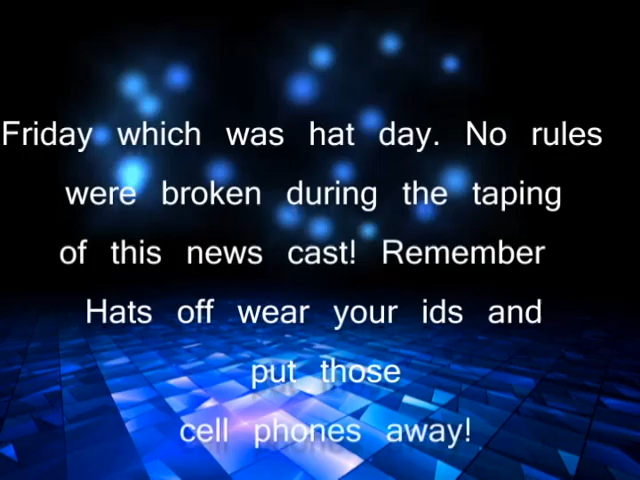 Friday which was hat day. No rules
were broken during the taping
of this news cast! Remember
Hats off wear your ids and
put those
cell phones away!